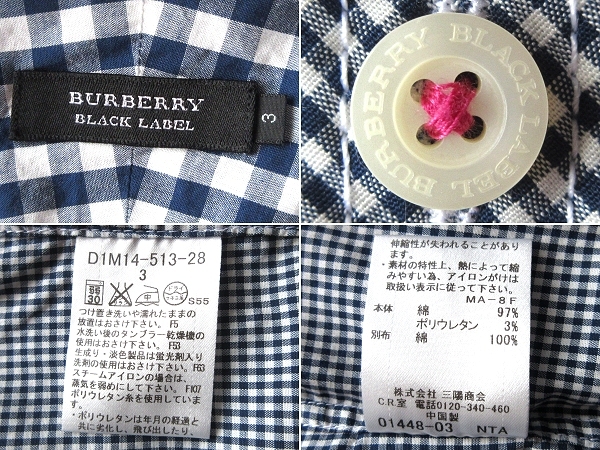 BURBERRY
BLACK LABEL
3
BURBERRY BLACK LABEL
D1M14-513-28
3
30
S55
つけ置き洗いや濡れたままの
放置はおさけ下さい。F5
水洗い後のタンブラー乾燥機の
使用はおさけ下さい。F53
生成り・淡色製品は蛍光剤入り
洗剤の使用はおさけ下さい。F63
スチームアイロンの場合は、
蒸気を弱めにして下さい。F107
ポリウレタン糸を使用していま
す。
・ポリウレタンは年月の経過と
共に劣化し、飛び出したり、
伸縮性が失われることがあり
ます。
・素材の特性上、熱によって縮
みやすい為、アイロンがけは
取扱い表示に従って下さい。
MA-8F
本体 綿 97%
ポリウレタン 3%
別布 綿 100%
株式会社 三陽商会
C.R室 電話0120-340-460
中国製
01448-03 NTA